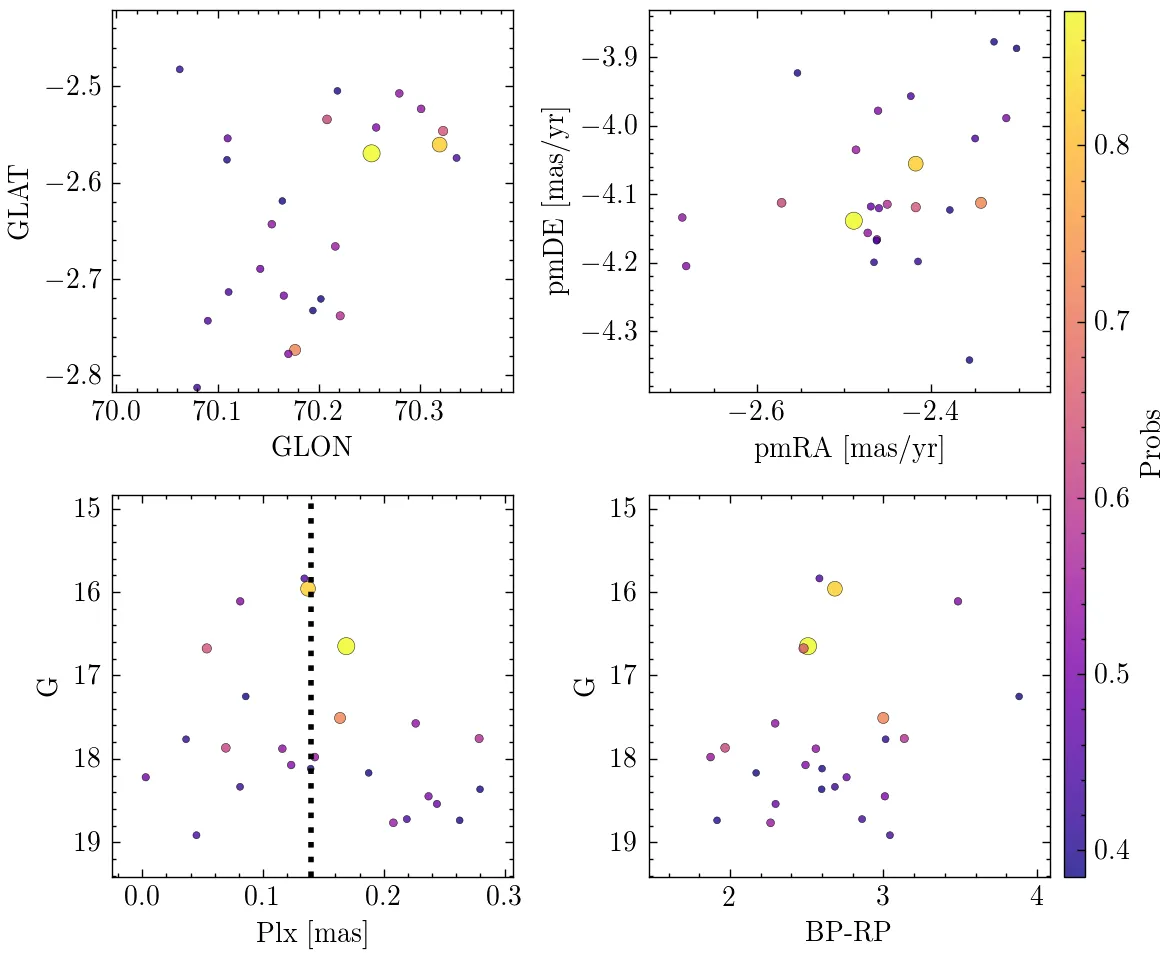 −2.5
−2.6
−2.7
−2.8
GLAT
70.0 70.1 70.2 70.3
GLON
−3.9
−4.0
−4.1
−4.2
−4.3
pmDE [mas/yr]
−2.6 −2.4
pmRA [mas/yr]
0.8
0.7
0.6
0.5
0.4
Probs
15
16
17
18
19
G
0.0 0.1 0.2 0.3
Plx [mas]
15
16
17
18
19
G
2 3 4
BP-RP